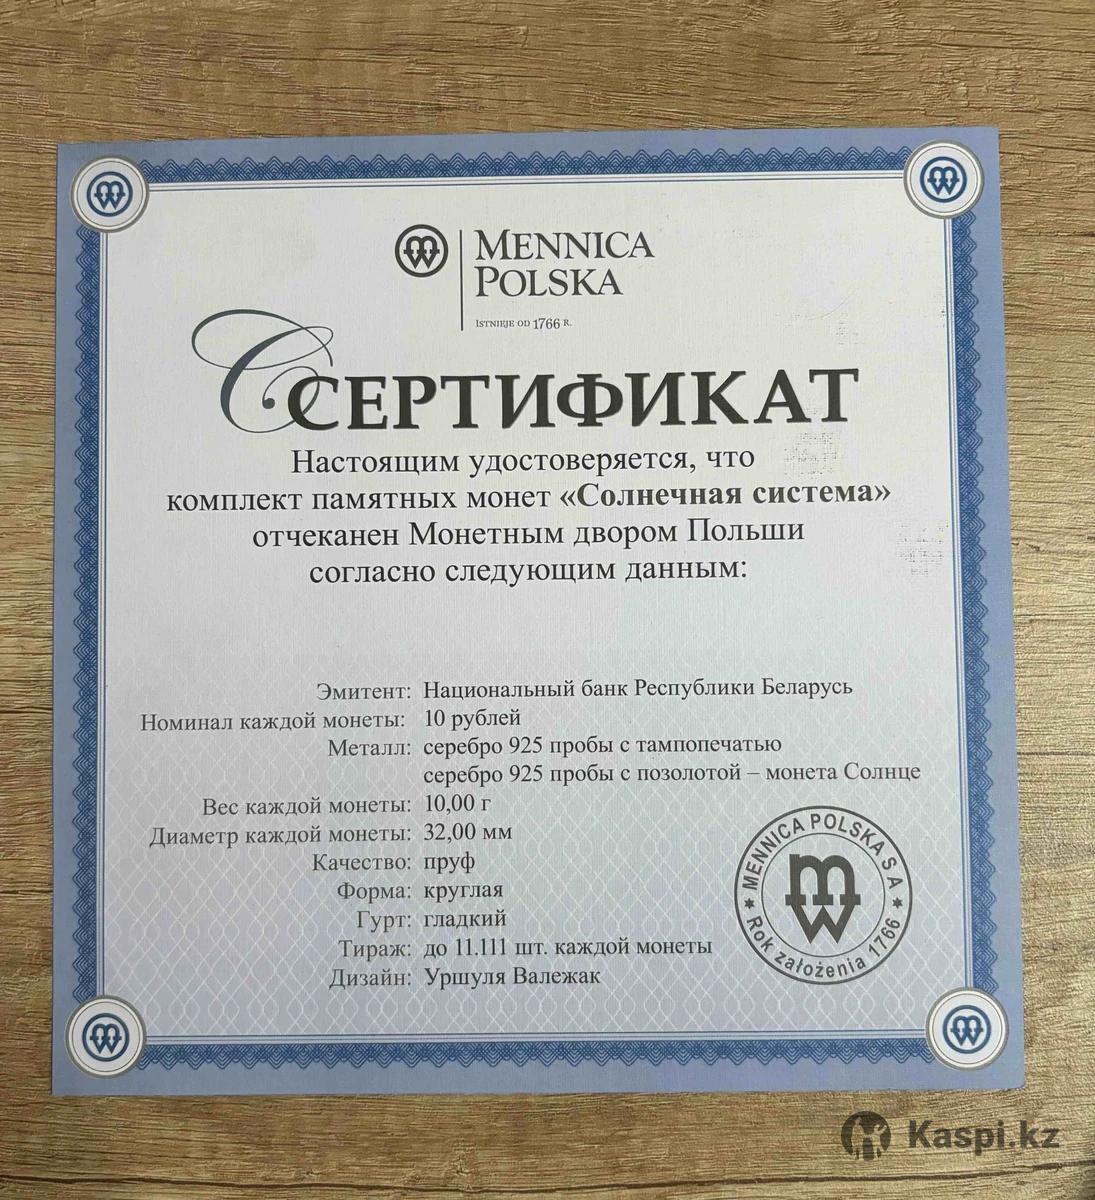 MENNICA
POLSKA
ISTNIEJE OD 1766 R.
ССЕРТИФИКАТ
Настоящим удостоверяется, что
комплект памятных монет «Солнечная система»
отчеканен Монетным двором Польши
согласно следующим данным:
Эмитент: Национальный банк Республики Беларусь
Номинал каждой монеты: 10 рублей
Металл: серебро 925 пробы с тампопечатью
серебро 925 пробы с позолотой – монета Солнце
Вес каждой монеты: 10,00 г
Диаметр каждой монеты: 32,00 мм
Качество: пруф
Форма: круглая
Гурт: гладкий
Тираж: до 11.111 шт. каждой монеты
Дизайн: Уршуля Валежак
MENNICA POLSKA S A
Rok założenia 1766
Kaspi.kz